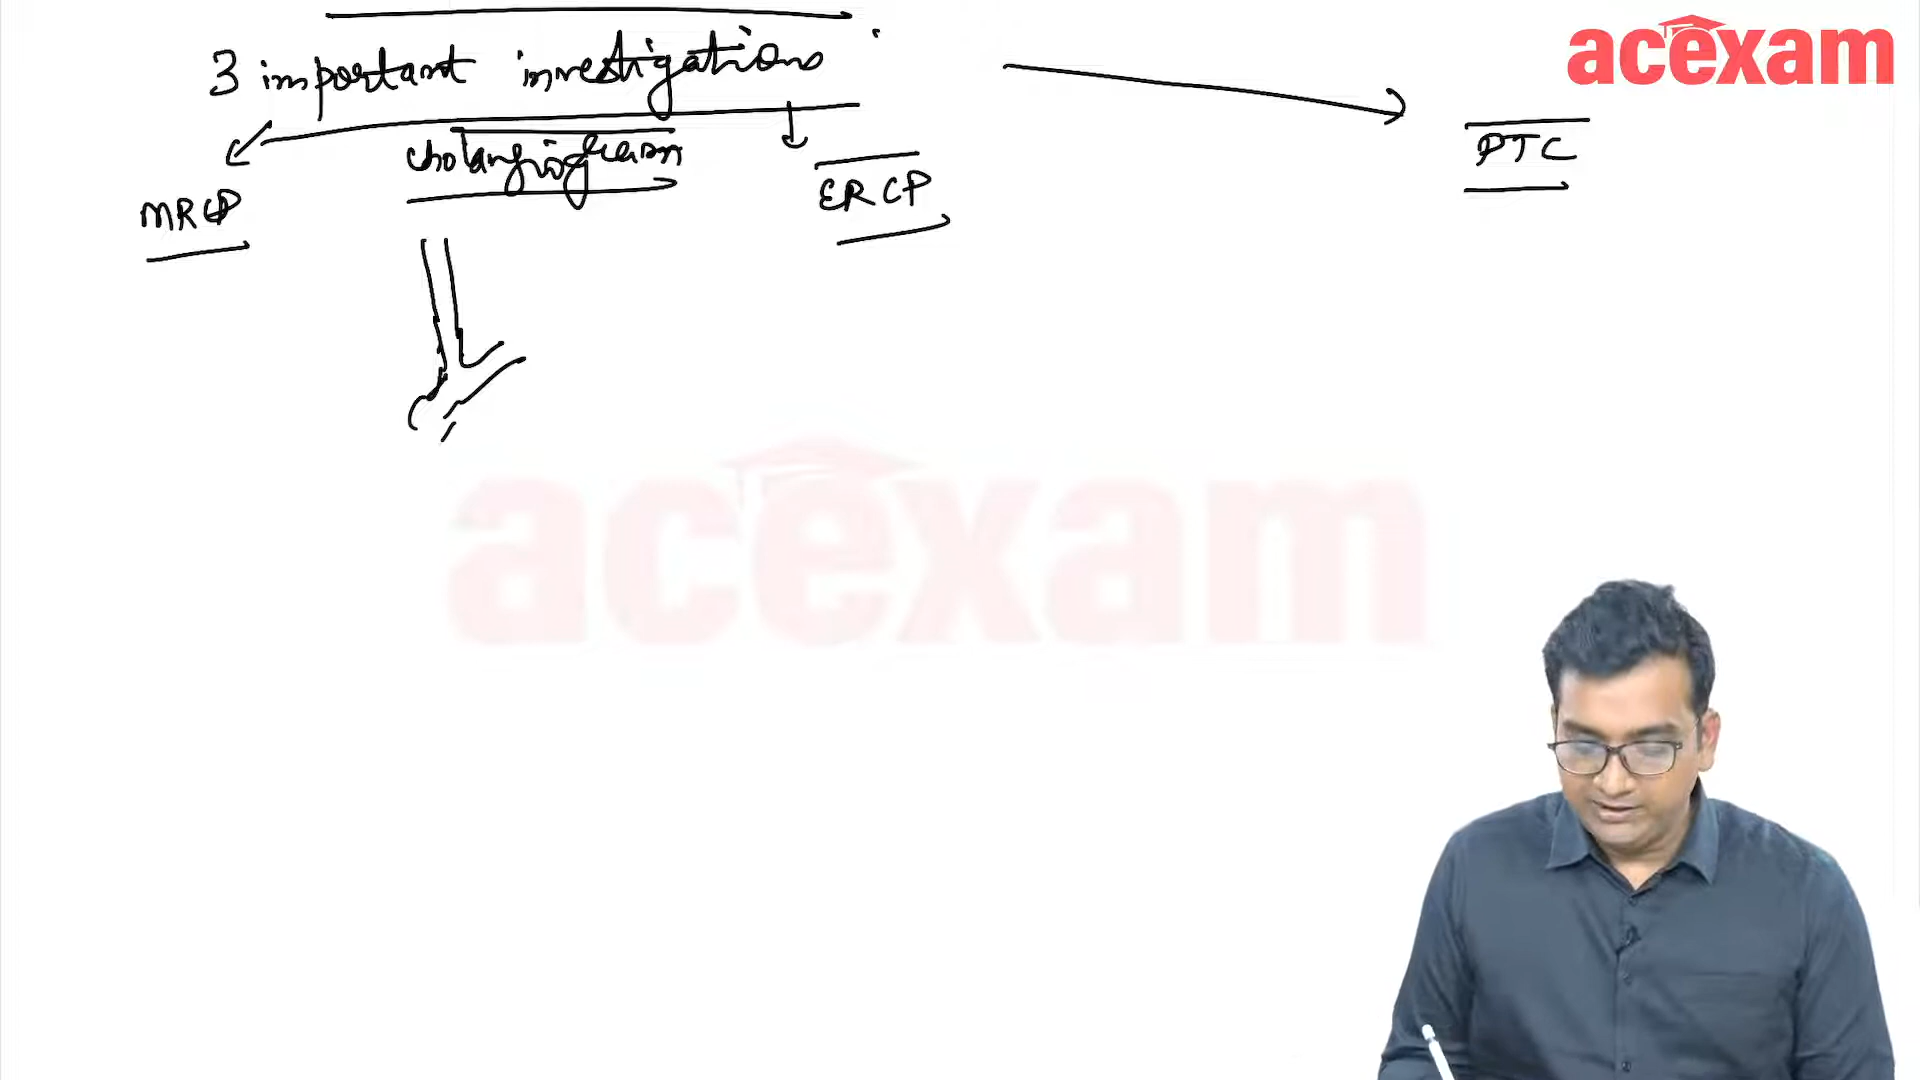 acexam
3 important investigations
cholangiogram
MRCP
ERCP
PTC
acexam